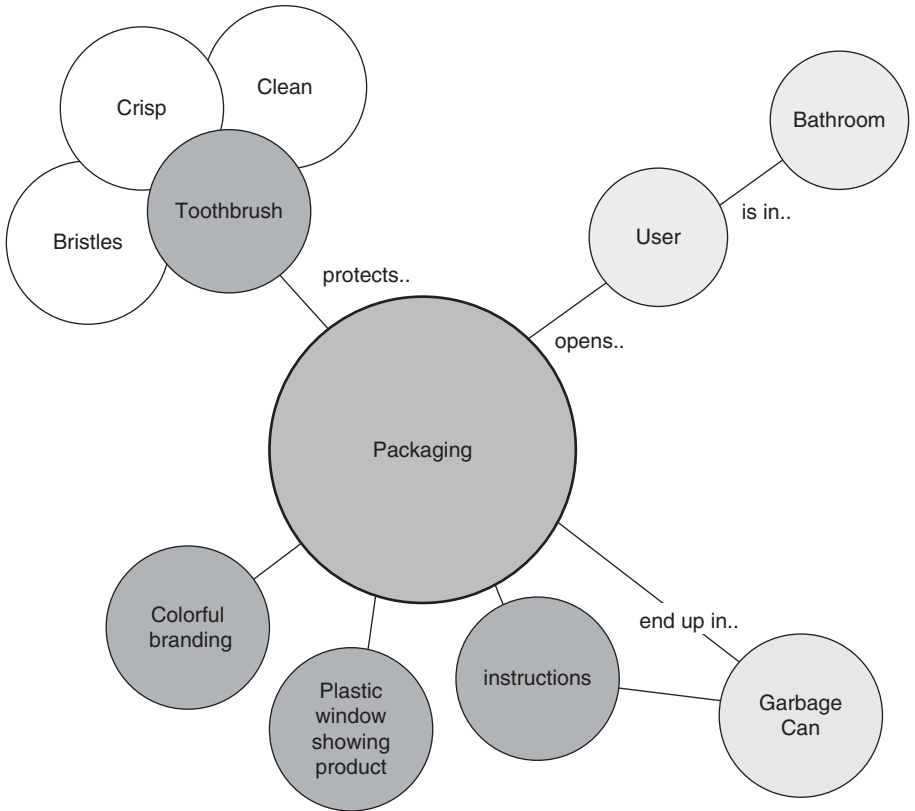 Clean
Crisp
Bathroom
Toothbrush
is in..
User
Bristles
protects..
opens..
Packaging
Colorful
branding
end up in..
instructions
Plastic
window
showing
product
Garbage
Can